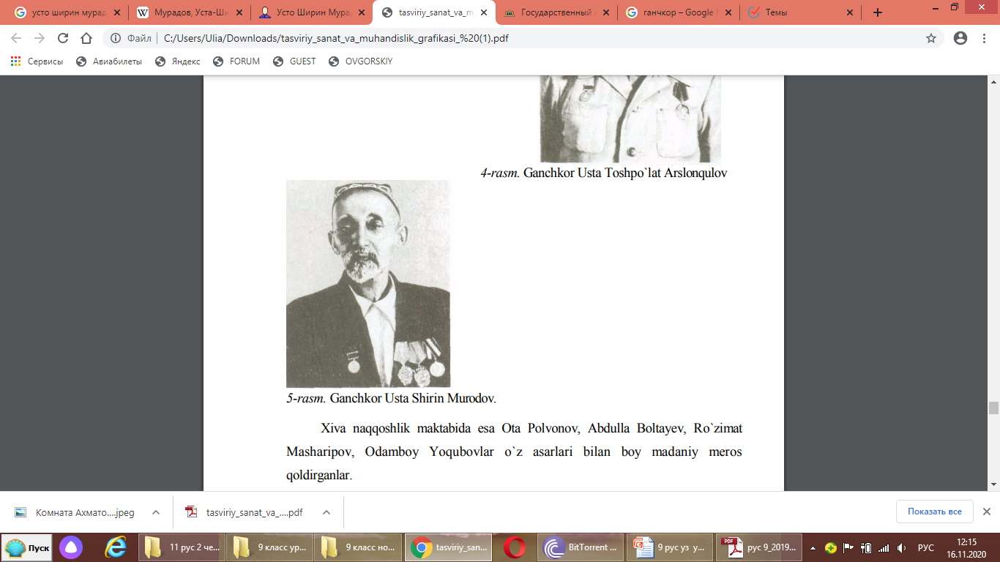 усто ширин мурад
Мурадов, Уста-Ши
Усто Ширин Мура
tasviriy_sanat_va_m
Государственный
ганчкор – Google
Темы
Файл
C:/Users/Ulia/Downloads/tasviriy_sanat_va_muhandislik_grafikasi_%20(1).pdf
Сервисы
Авиабилеты
Яндекс
FORUM
GUEST
OVGORSKIY
4-rasm. Ganchkor Usta Toshpo`lat Arslonqulov
5-rasm. Ganchkor Usta Shirin Murodov.
Xiva naqqoshlik maktabida esa Ota Polvonov, Abdulla Boltayev, Ro`zimat
Masharipov, Odamboy Yoqubovlar o`z asarlari bilan boy madaniy meros
qoldirganlar.
Комната Ахмато....jpeg
tasviriy_sanat_va_....pdf
Показать все
Пуск
11 рус 2 че...
9 класс ур...
9 класс но...
tasviriy_san...
BitTorrent ...
9 рус уз у...
рус 9_2019...
РУС
12:15
16.11.2020